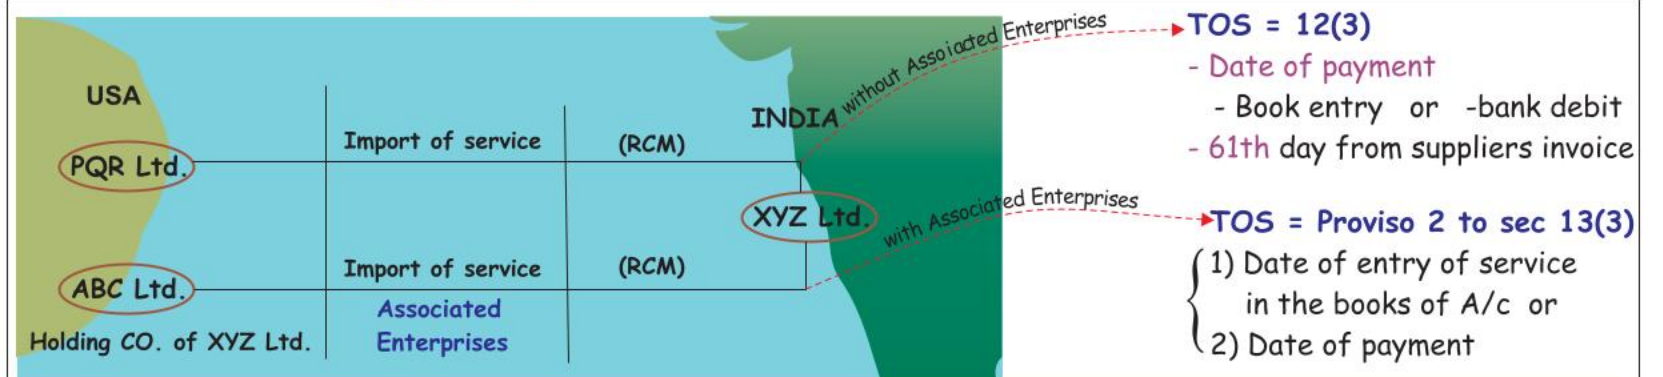 USA
PQR Ltd.
ABC Ltd.
Holding CO. of XYZ Ltd.
Import of service
(RCM)
Import of service
(RCM)
Associated
Enterprises
INDIA
XYZ Ltd.
without Assoiacted Enterprises
with Associated Enterprises
TOS = 12(3)
- Date of payment
- Book entry or -bank debit
- 61th day from suppliers invoice
TOS = Proviso 2 to sec 13(3)
1) Date of entry of service
in the books of A/c or
2) Date of payment